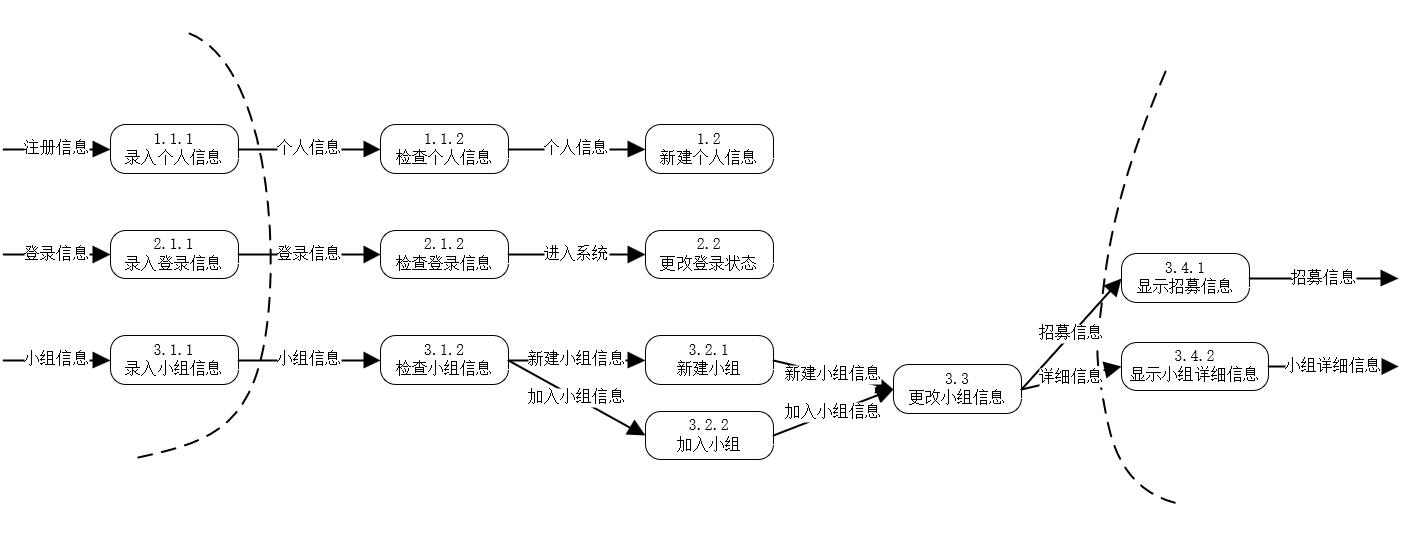 注册信息
1.1.1
录入个人信息
个人信息
1.1.2
检查个人信息
个人信息
1.2
新建个人信息
登录信息
2.1.1
录入登录信息
登录信息
2.1.2
检查登录信息
进入系统
2.2
更改登录状态
3.4.1
显示招募信息
招募信息
招募信息
小组信息
3.1.1
录入小组信息
小组信息
3.1.2
检查小组信息
新建小组信息
3.2.1
新建小组
新建小组信息
3.3
更改小组信息
详细信息
3.4.2
显示小组详细信息
小组详细信息
加入小组信息
3.2.2
加入小组
加入小组信息